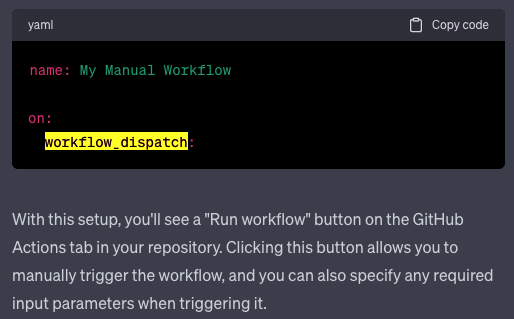 yaml Copy code
name: My Manual Workflow
on:
workflow_dispatch:
With this setup, you'll see a "Run workflow" button on the GitHub
Actions tab in your repository. Clicking this button allows you to
manually trigger the workflow, and you can also specify any required
input parameters when triggering it.